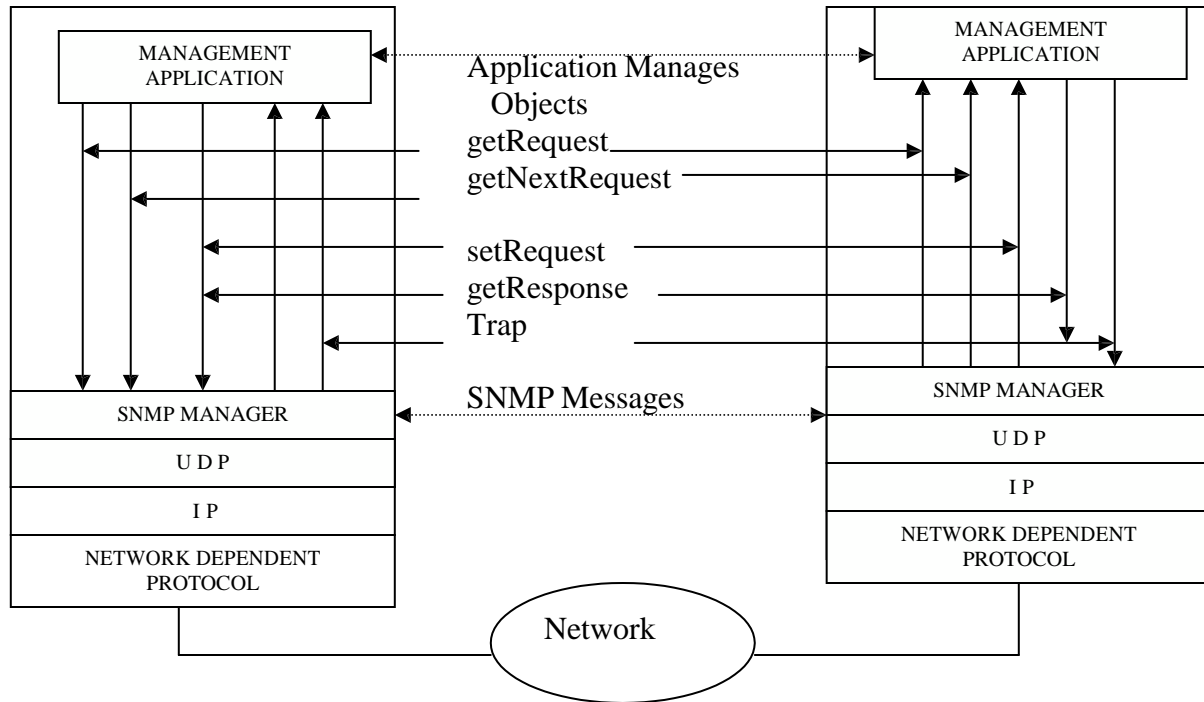 MANAGEMENT
APPLICATION
Application Manages
Objects
getRequest
getNextRequest
setRequest
getResponse
Trap
SNMP Messages
SNMP MANAGER
U D P
I P
NETWORK DEPENDENT
PROTOCOL
MANAGEMENT
APPLICATION
SNMP MANAGER
U D P
I P
NETWORK DEPENDENT
PROTOCOL
Network